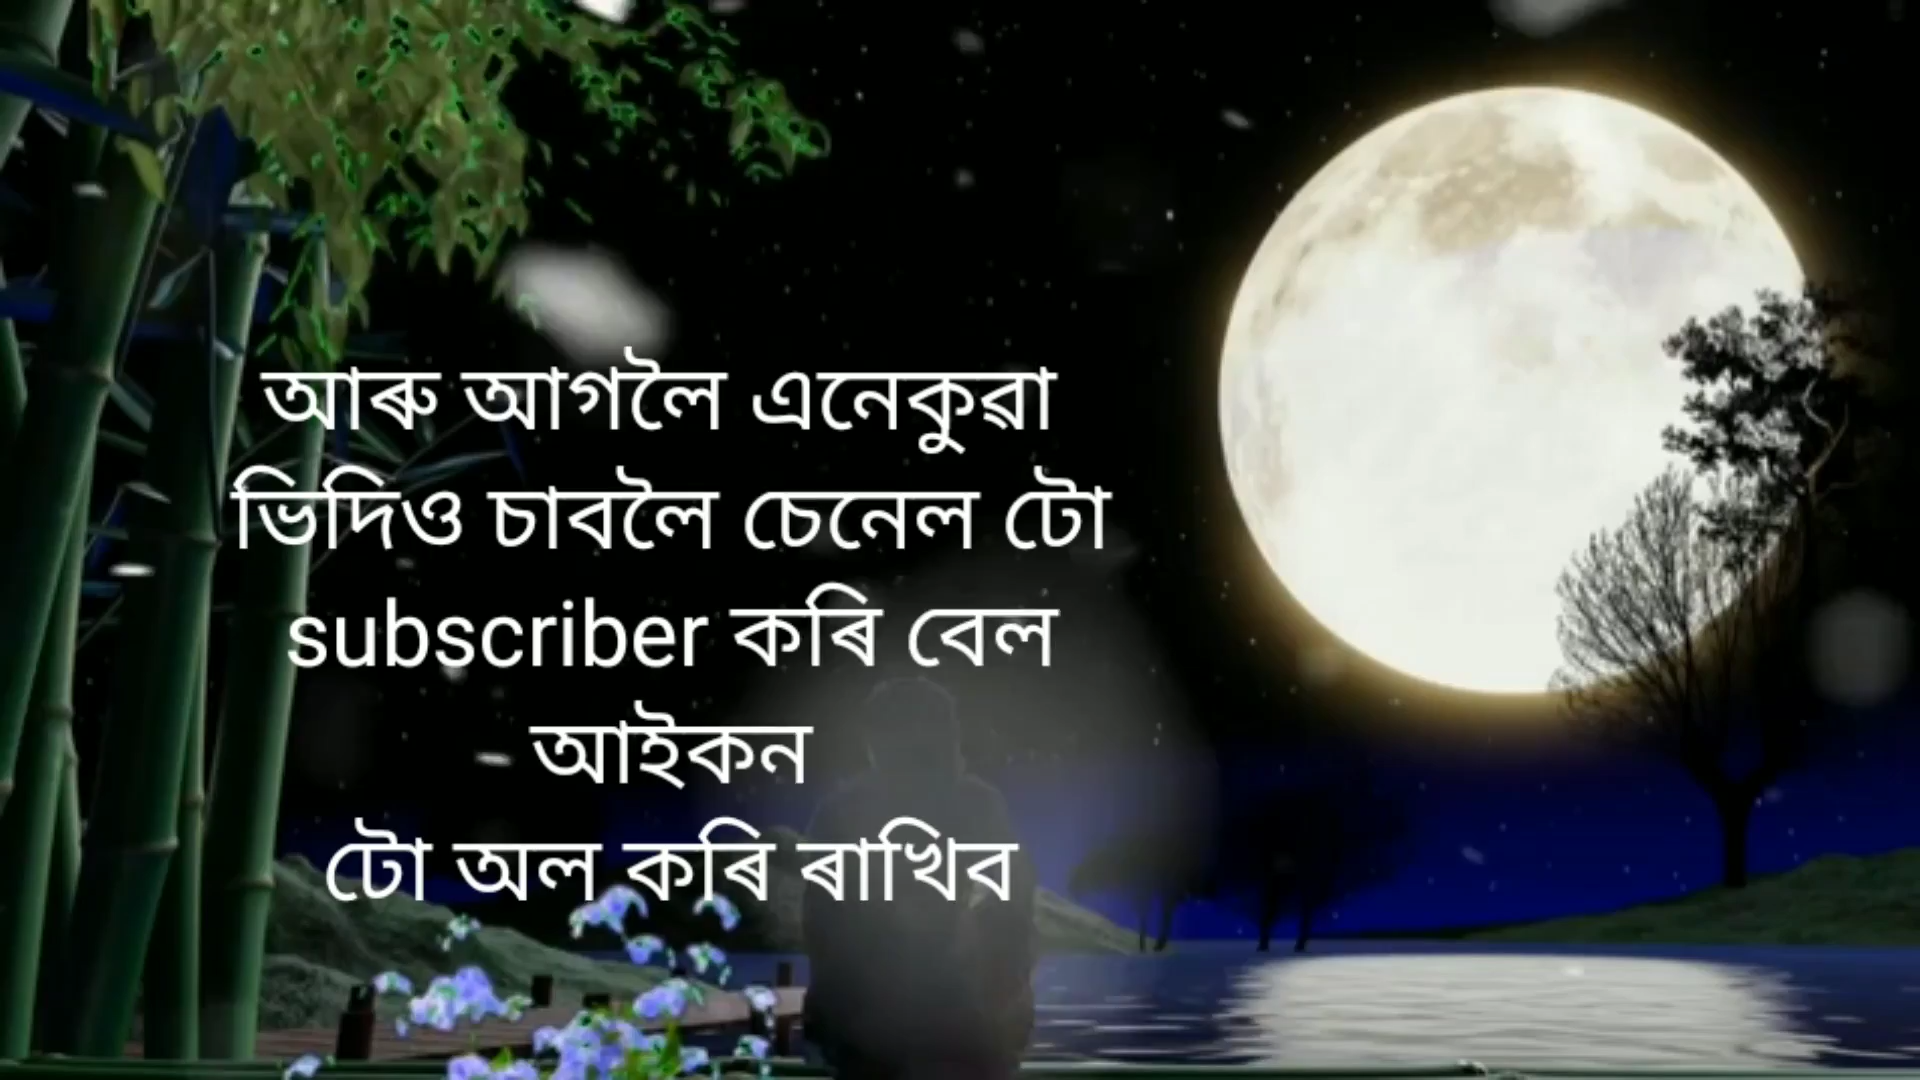 আৰু আগলৈ এনেকুৱা
ভিদিও চাবলৈ চেনেল টো
subscriber কৰি বেল
আইকন
টো অল কৰি ৰাখিব